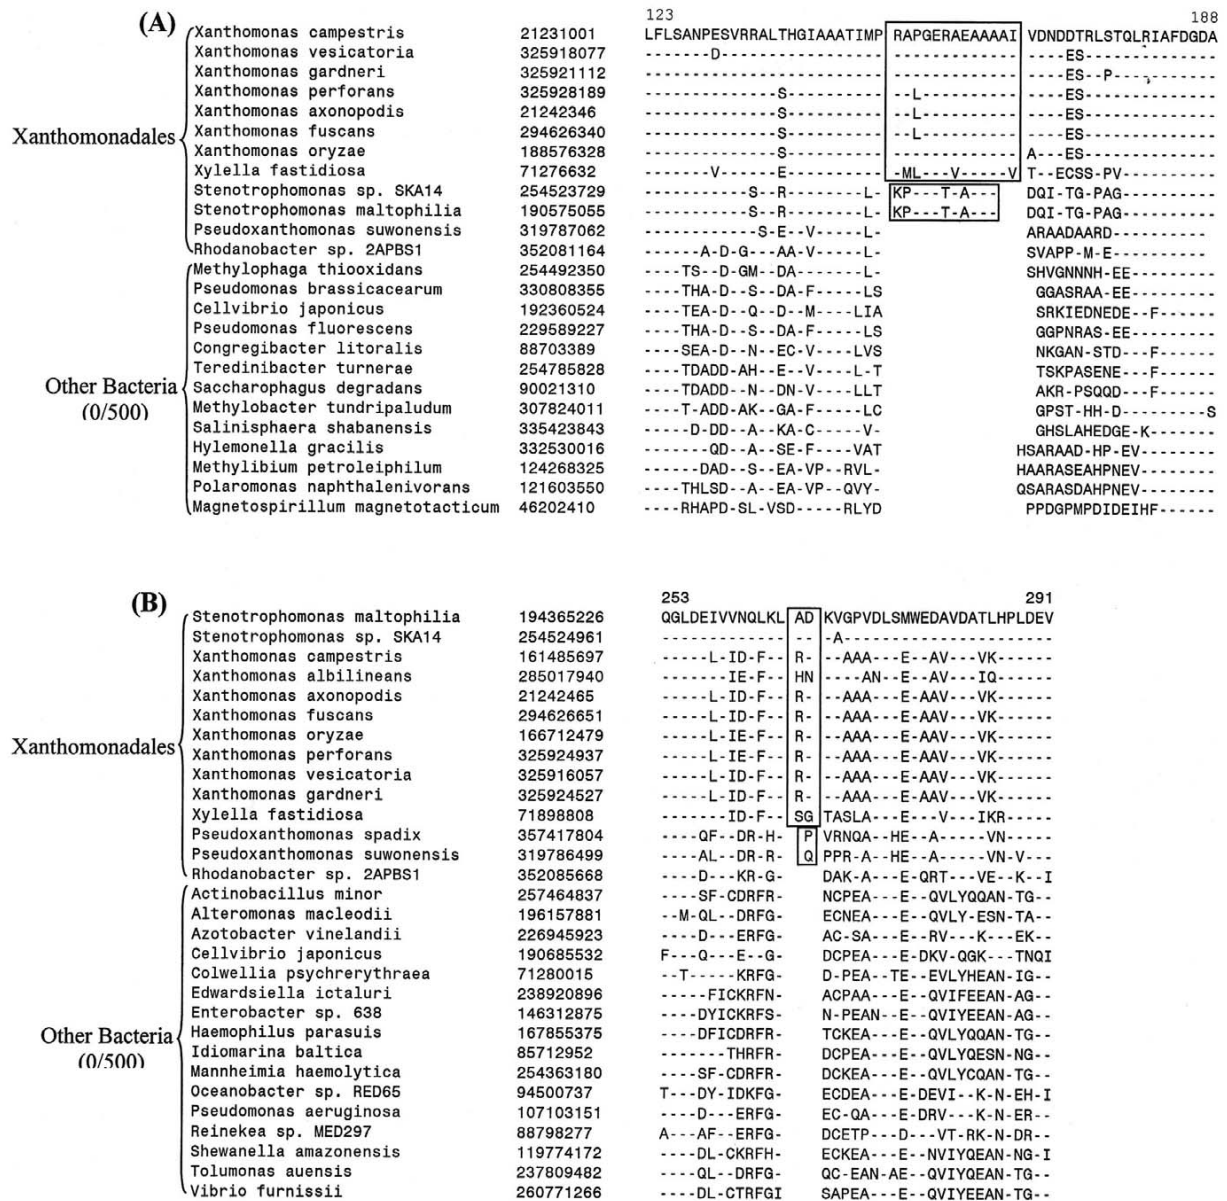 (A)
123 188
Xanthomonas campestris 21231001 LFLSANPESVRRALTHGIAAATIMP RAPGERAEAAAAI VDNDDTRLSTQLRIAFDGDA
Xanthomonas vesicatoria 325918077 -------D----------------- ------------- ----ES--------------
Xanthomonas gardneri 325921112 ------------------------- ------------- ----ES--P-----------
Xanthomonas perforans 325928189 --------------S---------- --L---------- ----ES--------------
Xanthomonas axonopodis 21242346 --------------S---------- --L---------- ----ES--------------
Xanthomonas fuscans 294626340 --------------S---------- --L---------- ----ES--------------
Xanthomonas oryzae 188576328 --------------S---------- ------------- A---ES--------------
Xylella fastidiosa 71276632 -------V------E---------- -ML---V-----V T--ECSS-PV----------
Stenotrophomonas sp. SKA14 254523729 -----------S--R--------L- KP---T-A--- DQI-TG-PAG----------
Stenotrophomonas maltophilia 190575055 -----------S--R--------L- KP---T-A--- DQI-TG-PAG----------
Pseudoxanthomonas suwonensis 319787062 ------------S-E--V-----L- ARAADAARD-----------
Rhodanobacter sp. 2APBS1 352081164 ------A-D-G---AA-V-----L- SVAPP-M-E-----------
Methylophaga thiooxidans 254492350 ----TS--D-GM--DA-------L- SHVGNNNH-EE---------
Pseudomonas brassicacearum 330808355 ----THA-D--S--DA-F-----LS GGASRAA-EE---------
Cellvibrio japonicus 192360524 ----TEA-D--Q--D--M----LIA SRKIEDNEDE--F------
Pseudomonas fluorescens 229589227 ----THA-D--S--DA-F-----LS GGPNRAS-EE---------
Congregibacter litoralis 88703389 ----SEA-D--N--EC-V----LVS NKGAN-STD---F------
Teredinibacter turnerae 254785828 ----TDADD--AH--E--V----L-T TSKPASENE---F------
Saccharophagus degradans 90021310 ----TDADD--N--DN-V----LLT AKR-PSQQD---F------
Methylobacter tundripaludum 307824011 ----T-ADD-AK--GA-F-----LC GPST-HH-D---------S
Salinisphaera shabanensis 335423843 -----D-DD--A--KA-C-----V- GHSLAHEDGE-K-------
Hylemonella gracilis 332530016 -------QD--A--SE-F----VAT HSARAAD-HP-EV--------
Methylibium petroleiphilum 124268325 ------DAD--S--EA-VP--RVL- HAARASEAHPNEV--------
Polaromonas naphthalenivorans 121603550 ----THLSD--A--EA-VP--QVY- QSARASDAHPNEV--------
Magnetospirillum magnetotacticum 46202410 ----RHAPD-SL-VSD-----RLYD PPDGPMPDIDEIHF------
Xanthomonadales
Other Bacteria
(0/500)
(B)
253 291
Stenotrophomonas maltophilia 194365226 QGLDEIVVNQLKL AD KVGPVDLSMWEDAVDATLHPLDEV
Stenotrophomonas sp. SKA14 254524961 ------------- -- -A----------------------
Xanthomonas campestris 161485697 -----L-ID-F-- R- --AAA---E--AV---VK------
Xanthomonas albilineans 285017940 -------IE-F-- HN ----AN--E--AAV---IQ-----
Xanthomonas axonopodis 21242465 -----L-ID-F-- R- --AAA---E-AAV---VK------
Xanthomonas fuscans 294626651 -----L-ID-F-- R- --AAA---E-AAV---VK------
Xanthomonas oryzae 166712479 -----L-IE-F-- R- --AAA---E-AAV---VK------
Xanthomonas perforans 325924937 -----L-IE-F-- R- --AAA---E-AAV---VK------
Xanthomonas vesicatoria 325916057 -----L-ID-F-- R- --AAA---E-AAV---VK------
Xanthomonas gardneri 325924527 -----L-ID-F-- R- --AAA---E-AAV---VK------
Xylella fastidiosa 71898808 -------ID-F-- SG TASLA---E--AV---IKR-----
Pseudoxanthomonas spadix 357417804 ----QF--DR-H- P VRNQA--HE--A-----VN-----
Pseudoxanthomonas suwonensis 319786499 ----AL--DR-R- Q PPR-A--HE--A-----VN-V---
Rhodanobacter sp. 2APBS1 352085668 ----D---KR-G- DAK-A---E-QRT---VE--K--I
Actinobacillus minor 257464837 ----SF-CDRFR- NCPEA---E--QVLYQQAN-TG--
Alteromonas macleodii 196157881 --M-QL--DRFG- ECNEA---E--QVLY-ESN-TA--
Azotobacter vinelandii 226945923 ----D---ERFG- AC-SA---E--RV---K---EK--
Cellvibrio japonicus 190685532 F---Q---E--G- DCPEA---E-DKV-QGK---TNQI
Colwellia psychrerythraea 71280015 --T-----KRFG- D-PEA--TE--EVLYHEAN-IG--
Edwardsiella ictaluri 238920896 -----FICKRFN- ACPAA---E--QVIFEEAN-AG--
Enterobacter sp. 638 146312875 ----DYICKRFS- N-PEAN--E--QVIYEEAN-AG--
Haemophilus parasuis 167855375 ----DFICDRFR- TCKEA---E--QVLYQQAN-TG--
Idiomarina baltica 85712952 -------THRFR- DCPEA---E--QVLYQESN-NG--
Mannheimia haemolytica 254363180 ----SF-CDRFR- DCKEA---E--QVLYCQAN-TG--
Oceanobacter sp. RED65 94500737 T---DY-IDKFG- ECDEA---E-DEVI--K-N-EH-I
Pseudomonas aeruginosa 107103151 ----D---ERFG- EC-QA---E-DRV---K-N-ER--
Reinekea sp. MED297 88798277 A---AF--ERFG- DCETP---D---VT-RK-N-DR--
Shewanella amazonensis 119774172 ----DL-CKRFH- ECKEA---E--NVIYQEAN-NG-I
Tolumonas auensis 237809482 ----QL--DRFG- QC-EAN-AE--QVIYQEAN-TG--
Vibrio furnissii 260771266 ----DL-CTRFGI SAPEA---E--QVIYEEAN-TG--
Xanthomonadales
Other Bacteria
(0/500)